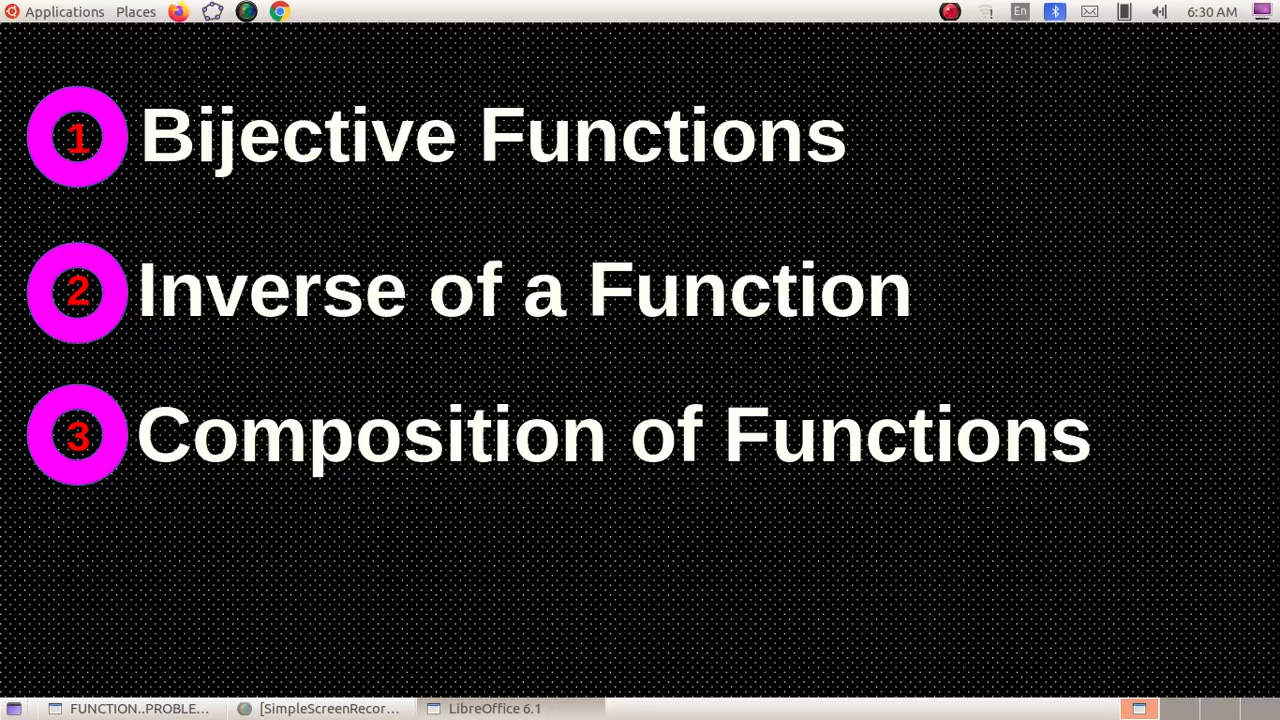 Applications Places En 6:30 AM
1 Bijective Functions
2 Inverse of a Function
3 Composition of Functions
FUNCTION..PROBLE... [SimpleScreenRecor... LibreOffice 6.1